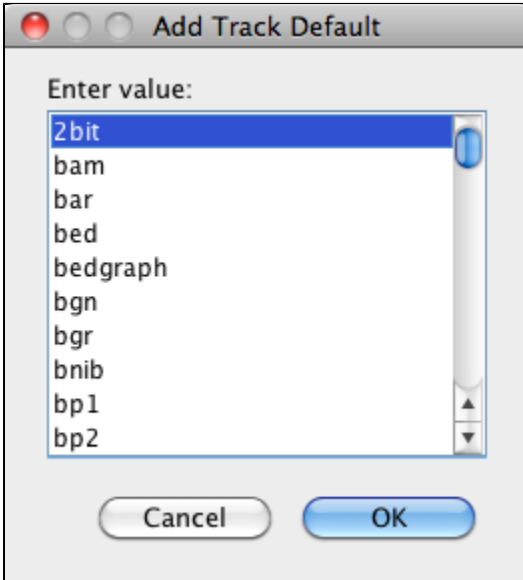 Add Track Default
Enter value:
2bit
bam
bar
bed
bedgraph
bgn
bgr
bnib
bp1
bp2
Cancel OK